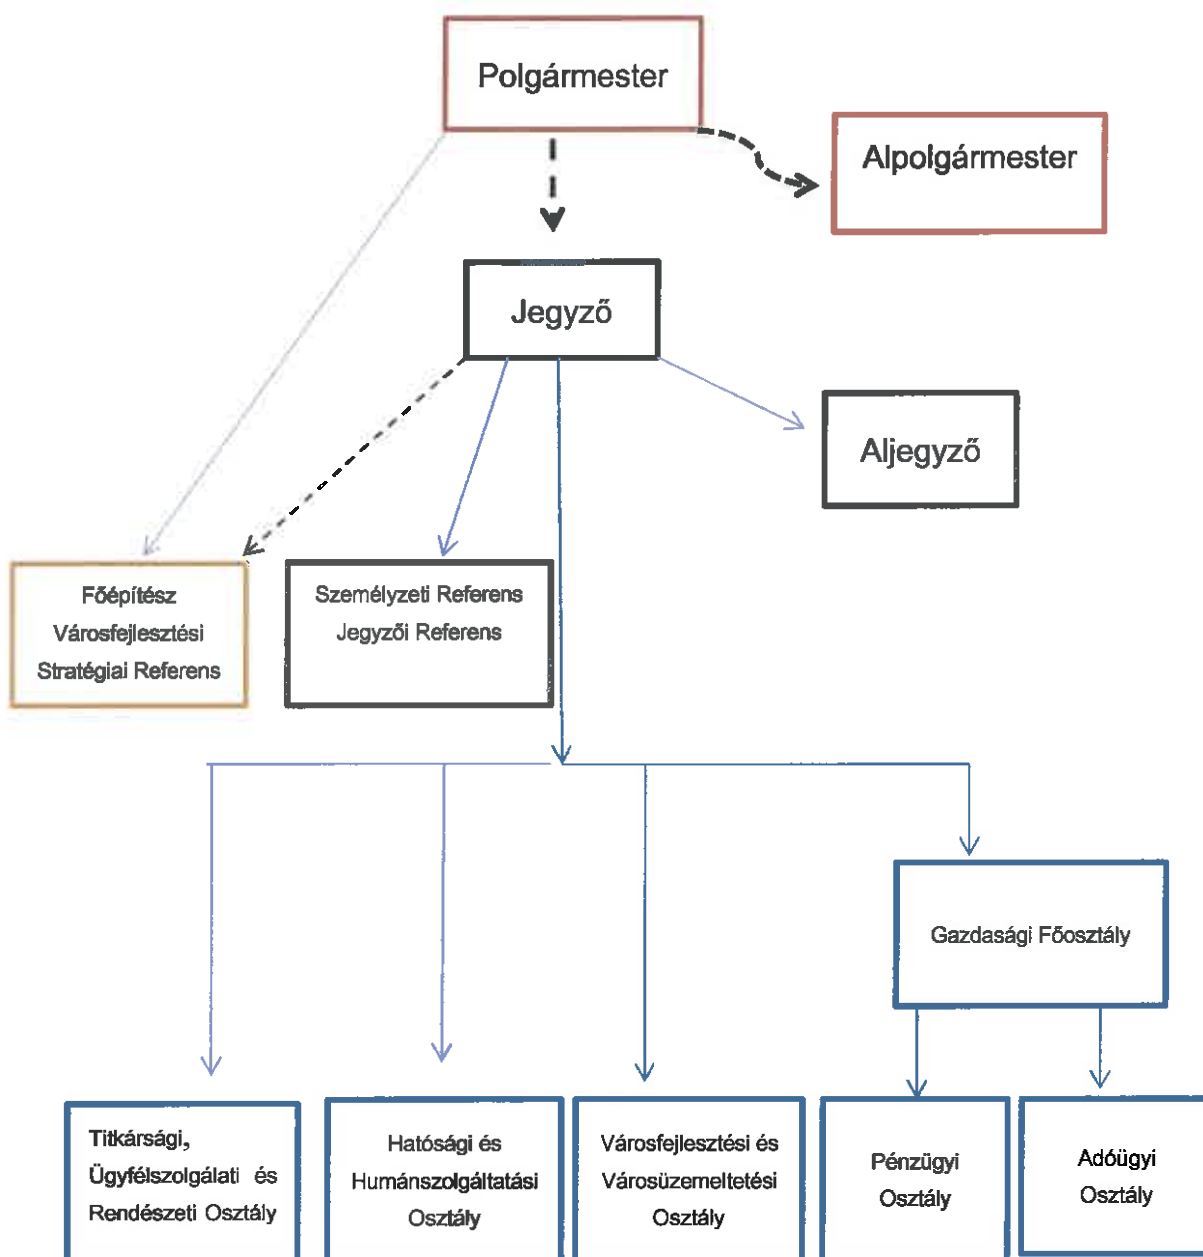 Polgármester
Alpolgármester
Jegyző
Aljegyző
Főépítész
Városfejlesztési
Stratégiai Referens
Személyzeti Referens
Jegyzői Referens
Gazdasági Főosztály
Titkársági,
Ügyfélszolgálati és
Rendészeti Osztály
Hatósági és
Humánszolgáltatási
Osztály
Városfejlesztési és
Városüzemeltetési
Osztály
Pénzügyi
Osztály
Adóügyi
Osztály